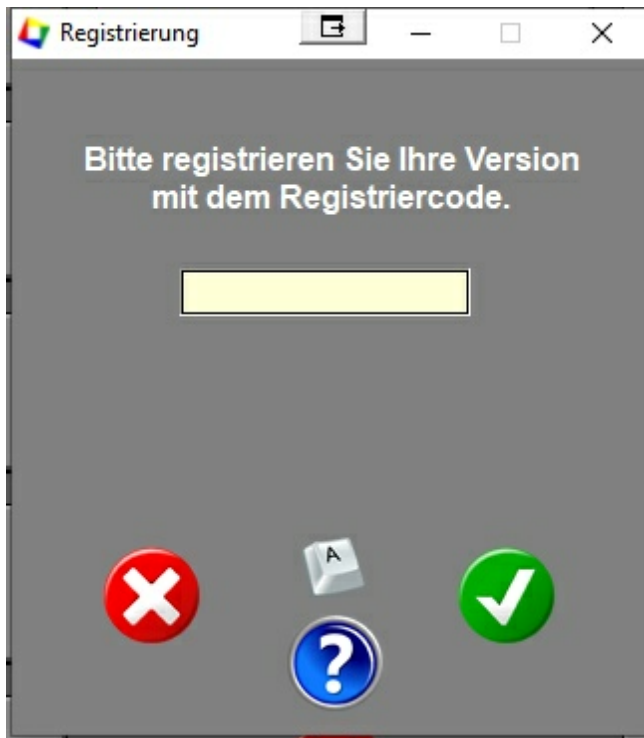 Registrierung
Bitte registrieren Sie Ihre Version
mit dem Registriercode.
A
?